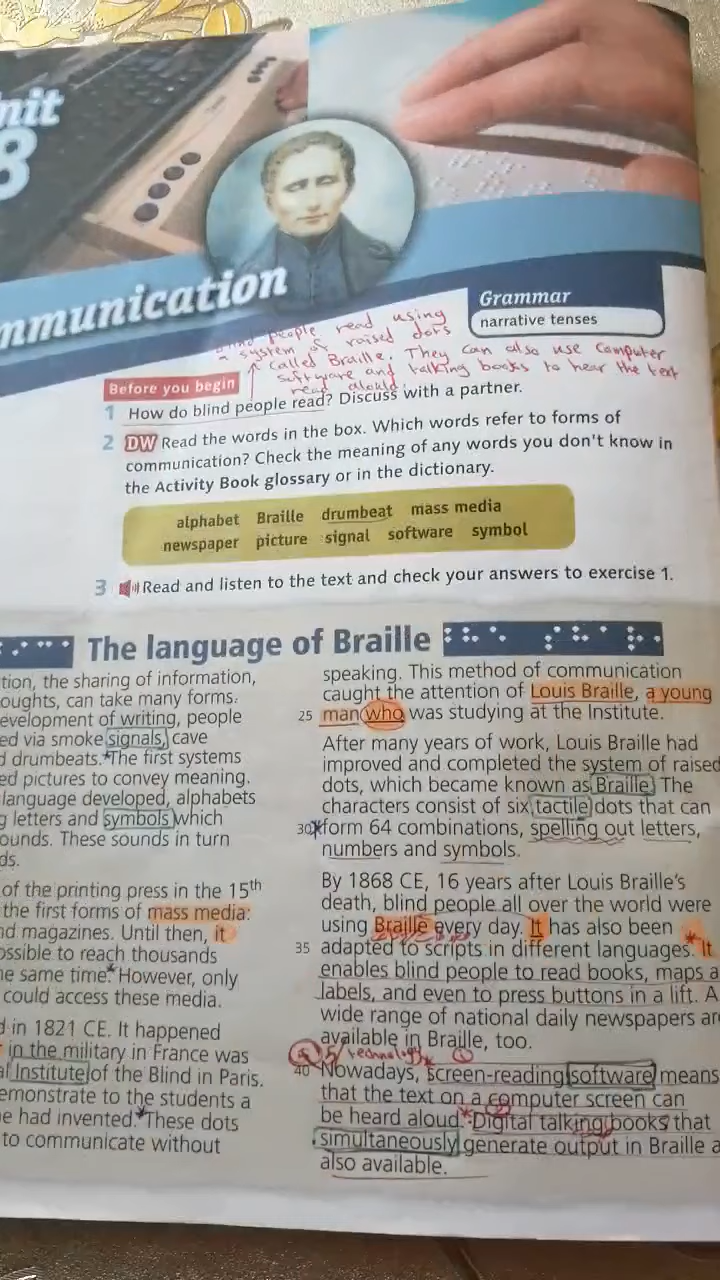 nit
8
mmunication
Grammar
narrative tenses
blind people read using
a system of raised dots
called Braille. They can also use computer
software and talking books to hear the text
read aloud.
Before you begin
1 How do blind people read? Discuss with a partner.
2 DW Read the words in the box. Which words refer to forms of
communication? Check the meaning of any words you don't know in
the Activity Book glossary or in the dictionary.
alphabet Braille drumbeat mass media
newspaper picture signal software symbol
3 Read and listen to the text and check your answers to exercise 1.
The language of Braille
tion, the sharing of information,
oughts, can take many forms.
evelopment of writing, people
ed via smoke signals, cave
d drumbeats. The first systems
ed pictures to convey meaning.
language developed, alphabets
g letters and symbols which
ounds. These sounds in turn
ds.
of the printing press in the 15th
the first forms of mass media:
nd magazines. Until then, it
ossible to reach thousands
ne same time. However, only
could access these media.
d in 1821 CE. It happened
in the military in France was
al Institute of the Blind in Paris.
emonstrate to the students a
e had invented. These dots
to communicate without
speaking. This method of communication
caught the attention of Louis Braille, a young
25 man who was studying at the Institute.
After many years of work, Louis Braille had
improved and completed the system of raised
dots, which became known as Braille. The
characters consist of six tactile dots that can
30 form 64 combinations, spelling out letters,
numbers and symbols.
By 1868 CE, 16 years after Louis Braille's
death, blind people all over the world were
using Braille every day. It has also been
35 adapted to scripts in different languages. It
enables blind people to read books, maps a
labels, and even to press buttons in a lift. A
wide range of national daily newspapers are
available in Braille, too.
technology
40 Nowadays, screen-reading software means
that the text on a computer screen can
be heard aloud. Digital talking books that
simultaneously generate output in Braille a
also available.